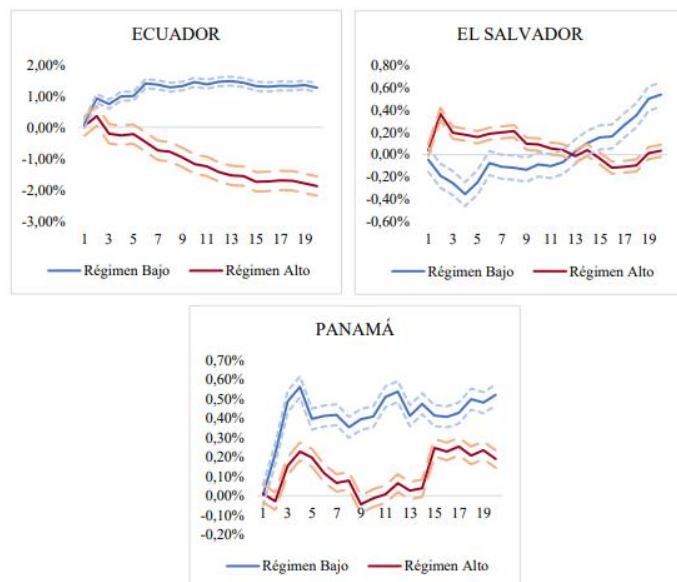 ECUADOR
2,00%
1,00%
0,00%
-1,00%
-2,00%
-3,00%
1 3 5 7 9 11 13 15 17 19
Régimen Bajo Régimen Alto
EL SALVADOR
0,80%
0,60%
0,40%
0,20%
0,00%
-0,20%
-0,40%
-0,60%
1 3 5 7 9 11 13 15 17 19
Régimen Bajo Régimen Alto
PANAMÁ
0,70%
0,60%
0,50%
0,40%
0,30%
0,20%
0,10%
0,00%
-0,10%
-0,20%
1 3 5 7 9 11 13 15 17 19
Régimen Bajo Régimen Alto